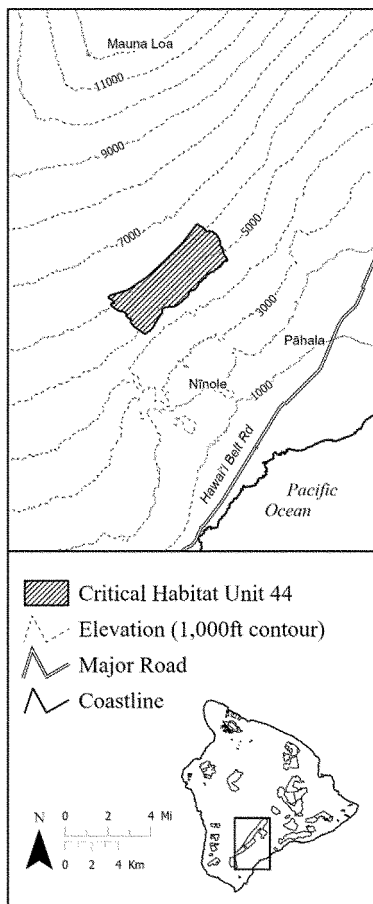 Mauna Loa
11000
9000
7000
5000
3000
Pāhala
Nīnole
1000
Hawai'i Belt Rd
Pacific
Ocean
Critical Habitat Unit 44
Elevation (1,000ft contour)
Major Road
Coastline
N
0 2 4 Mi
0 2 4 Km